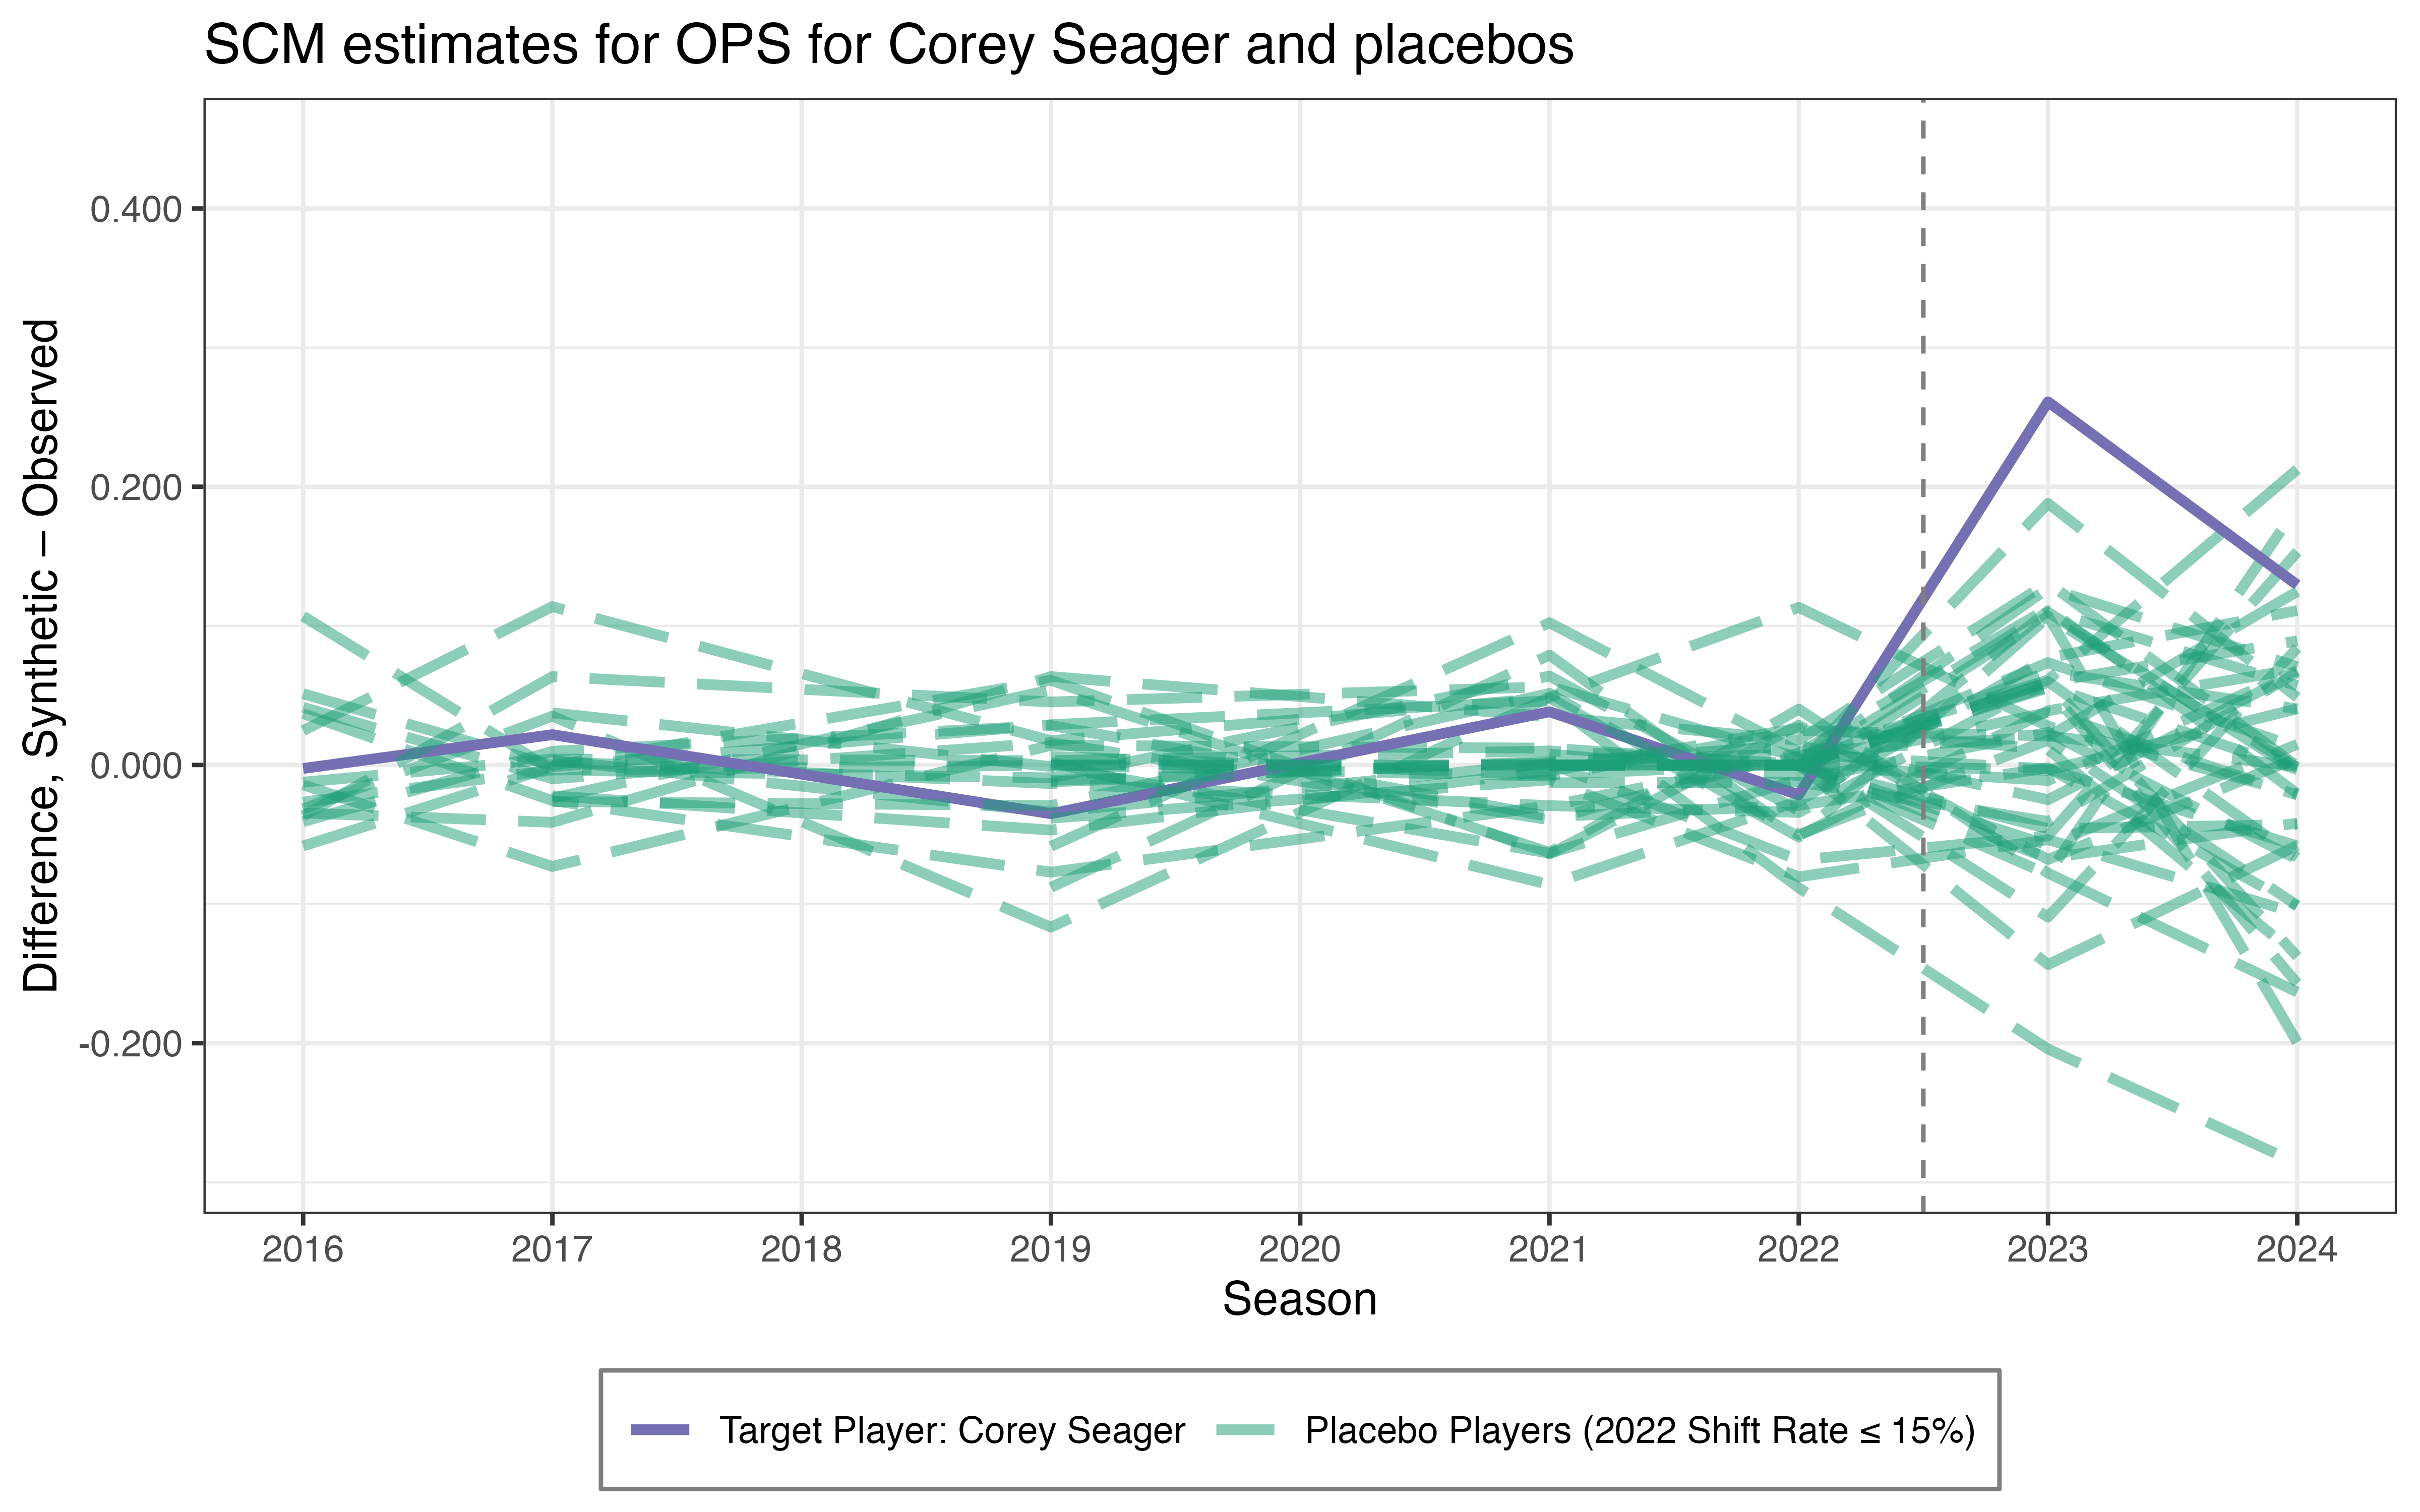 SCM estimates for OPS for Corey Seager and placebos
Difference, Synthetic – Observed
0.400
0.200
0.000
-0.200
2016 2017 2018 2019 2020 2021 2022 2023 2024
Season
Target Player: Corey Seager Placebo Players (2022 Shift Rate ≤ 15%)